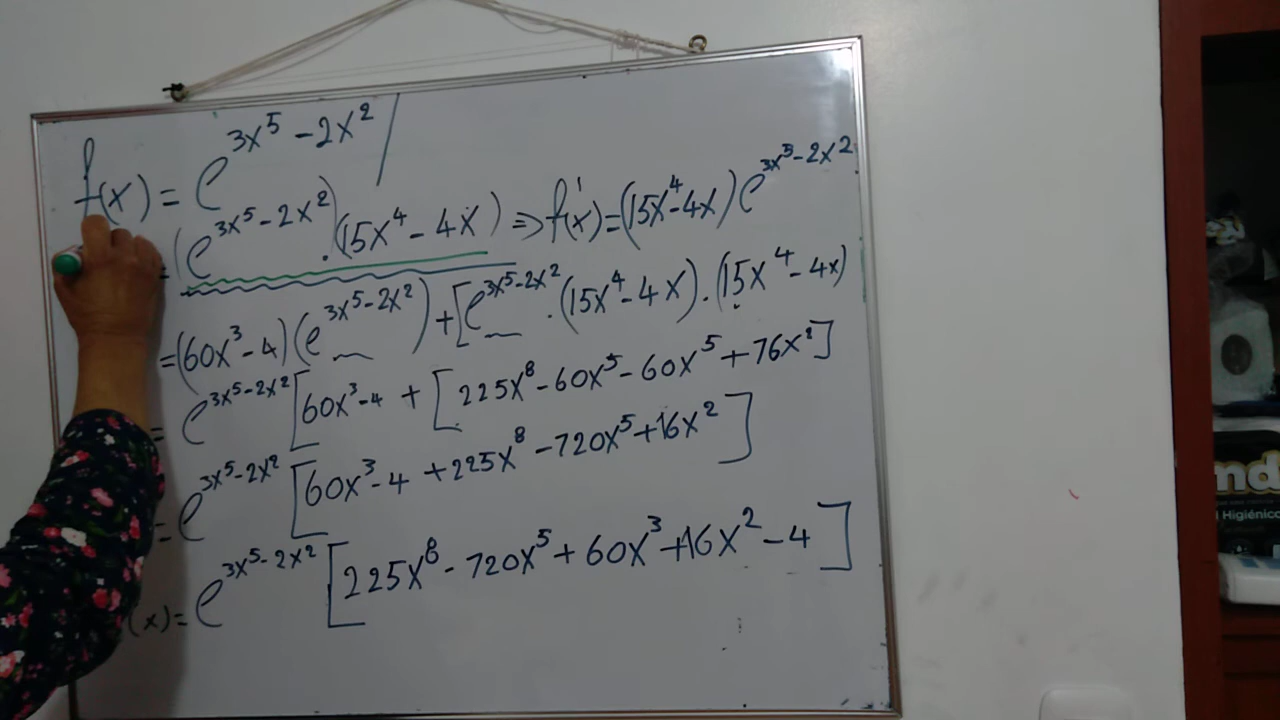 f(x) = e^{3x^5 - 2x^2}
= (e^{3x^5 - 2x^2}) · (15x^4 - 4x) ⇒ f'(x) = (15x^4 - 4x) e^{3x^5 - 2x^2}
= (60x^3 - 4)(e^{3x^5 - 2x^2}) + [e^{3x^5 - 2x^2} · (15x^4 - 4x) · (15x^4 - 4x)
= e^{3x^5 - 2x^2} [60x^3 - 4 + [225x^8 - 60x^5 - 60x^5 + 76x^2]
= e^{3x^5 - 2x^2} [60x^3 - 4 + 225x^8 - 720x^5 + 16x^2]
(x) = e^{3x^5 - 2x^2} [225x^8 - 720x^5 + 60x^3 + 16x^2 - 4]
Higiénico